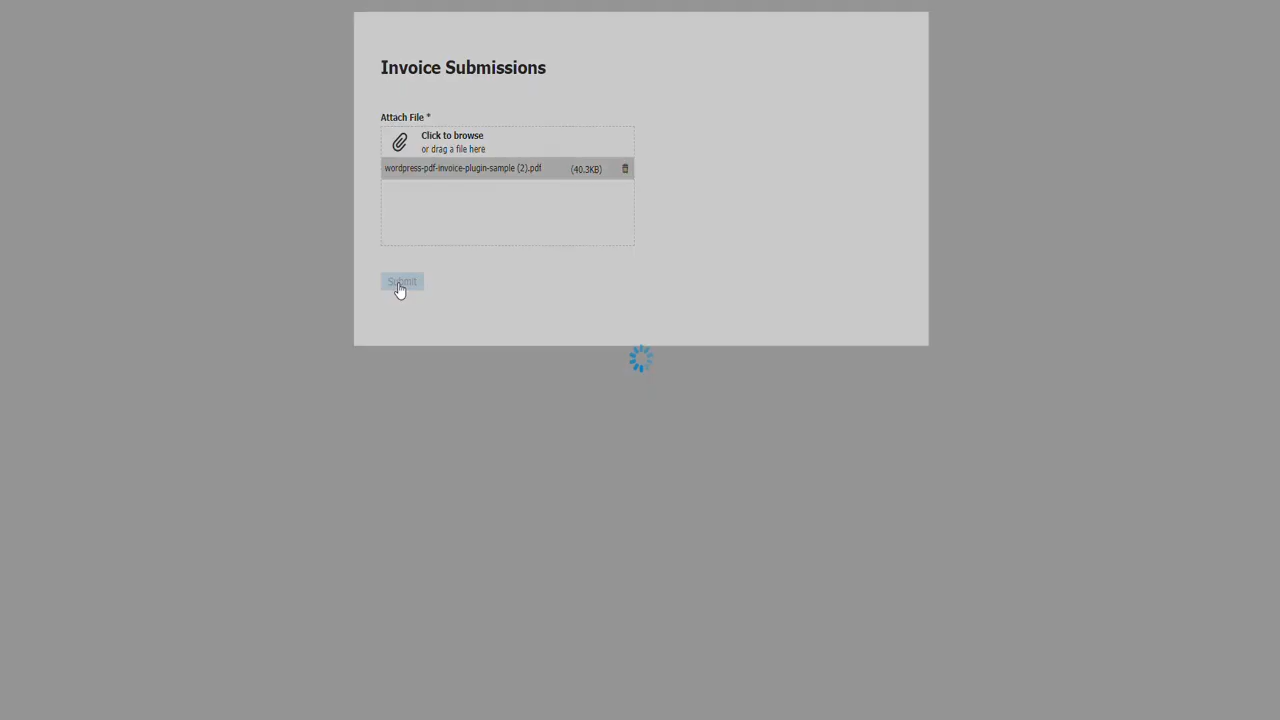 Invoice Submissions
Attach File *
Click to browse
or drag a file here
wordpress-pdf-invoice-plugin-sample (2).pdf (40.3KB)
Submit